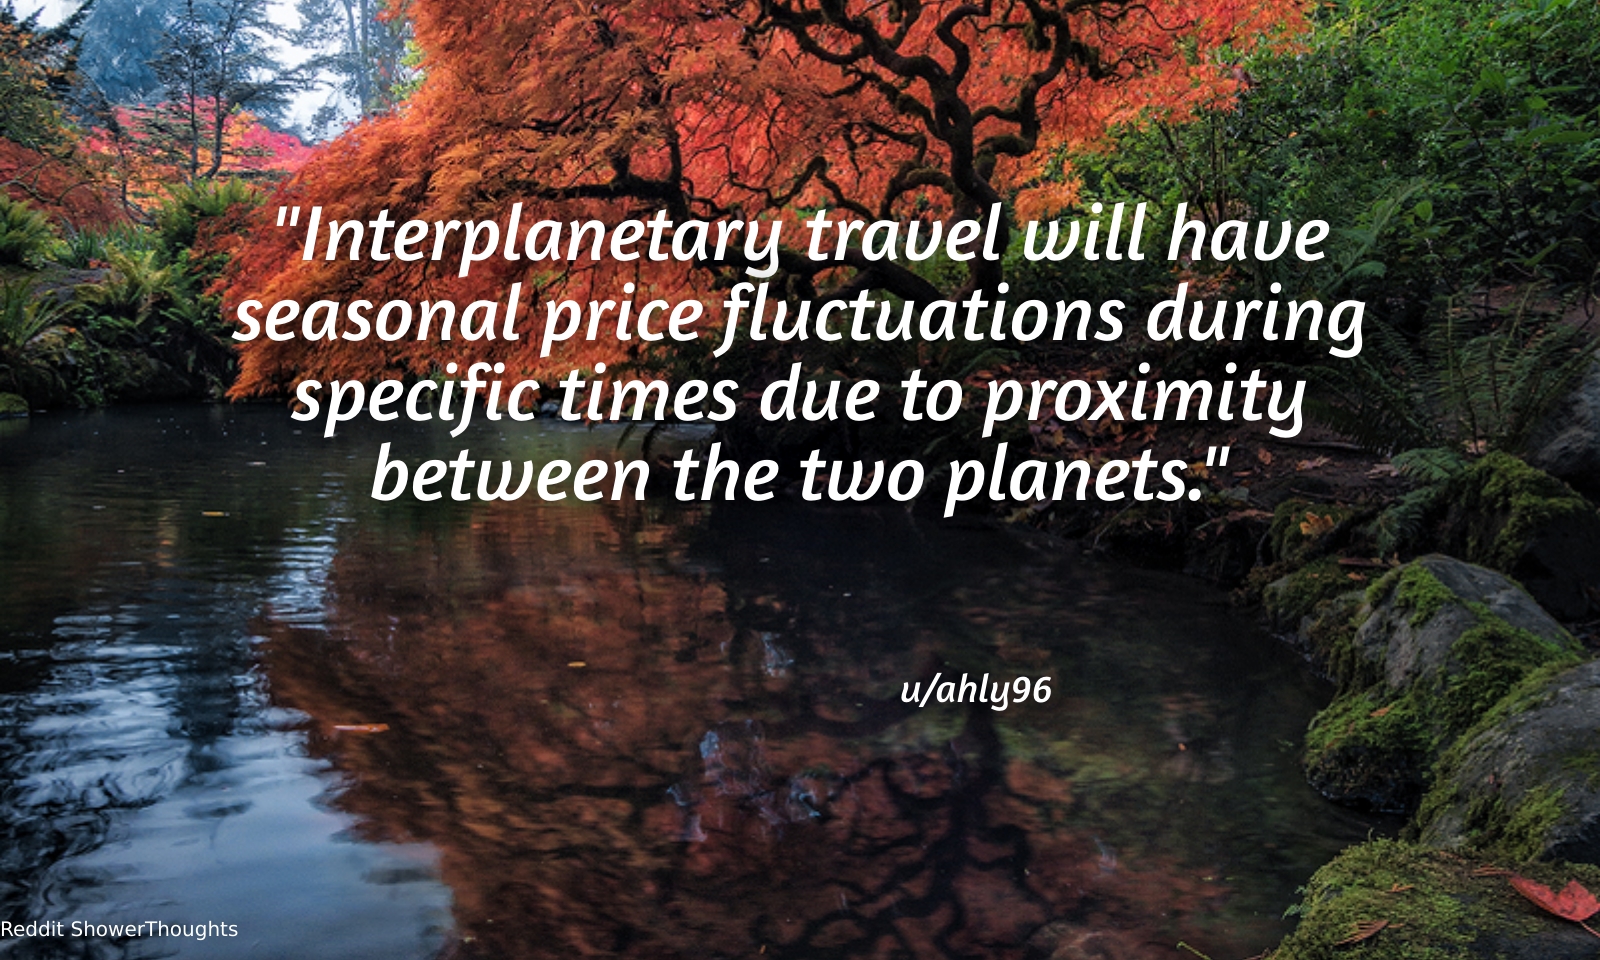 "Interplanetary travel will have
seasonal price fluctuations during
specific times due to proximity
between the two planets."
u/ahly96
Reddit ShowerThoughts